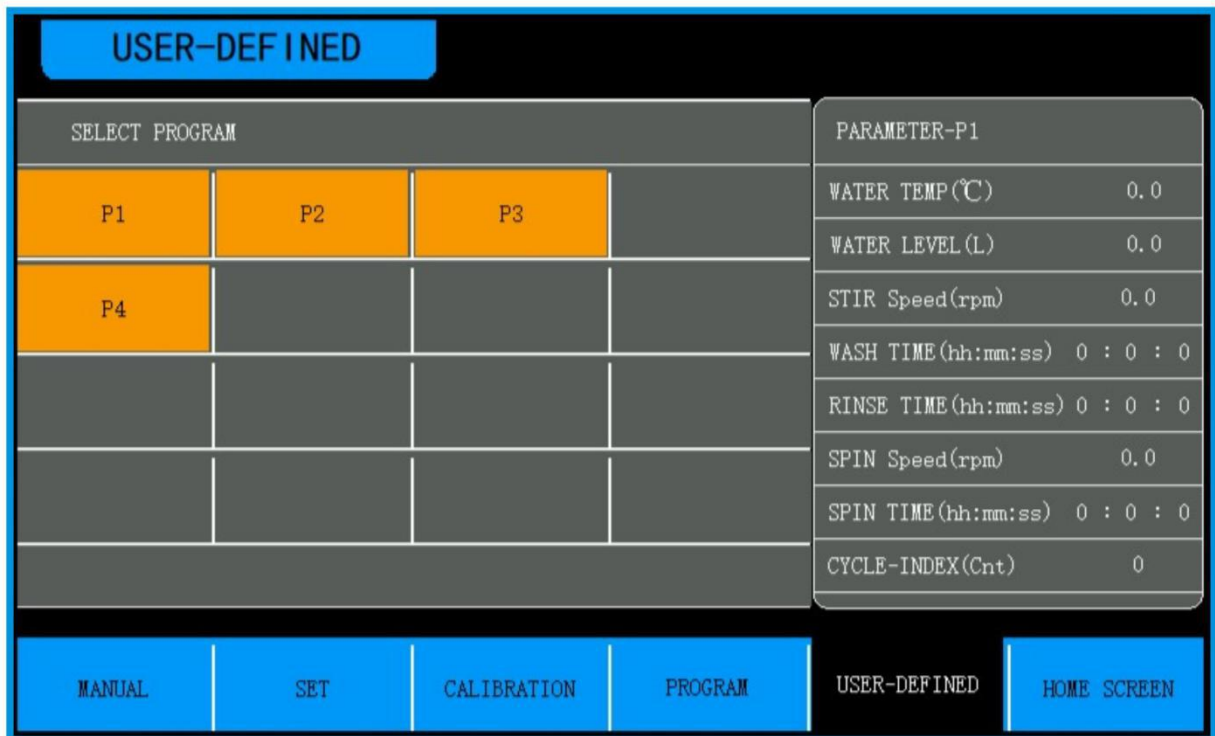 USER-DEFINED
SELECT PROGRAM
P1 P2 P3
P4
PARAMETER-P1
WATER TEMP(℃) 0.0
WATER LEVEL(L) 0.0
STIR Speed(rpm) 0.0
WASH TIME(hh:mm:ss) 0 : 0 : 0
RINSE TIME(hh:mm:ss) 0 : 0 : 0
SPIN Speed(rpm) 0.0
SPIN TIME(hh:mm:ss) 0 : 0 : 0
CYCLE-INDEX(Cnt) 0
MANUAL SET CALIBRATION PROGRAM USER-DEFINED HOME SCREEN